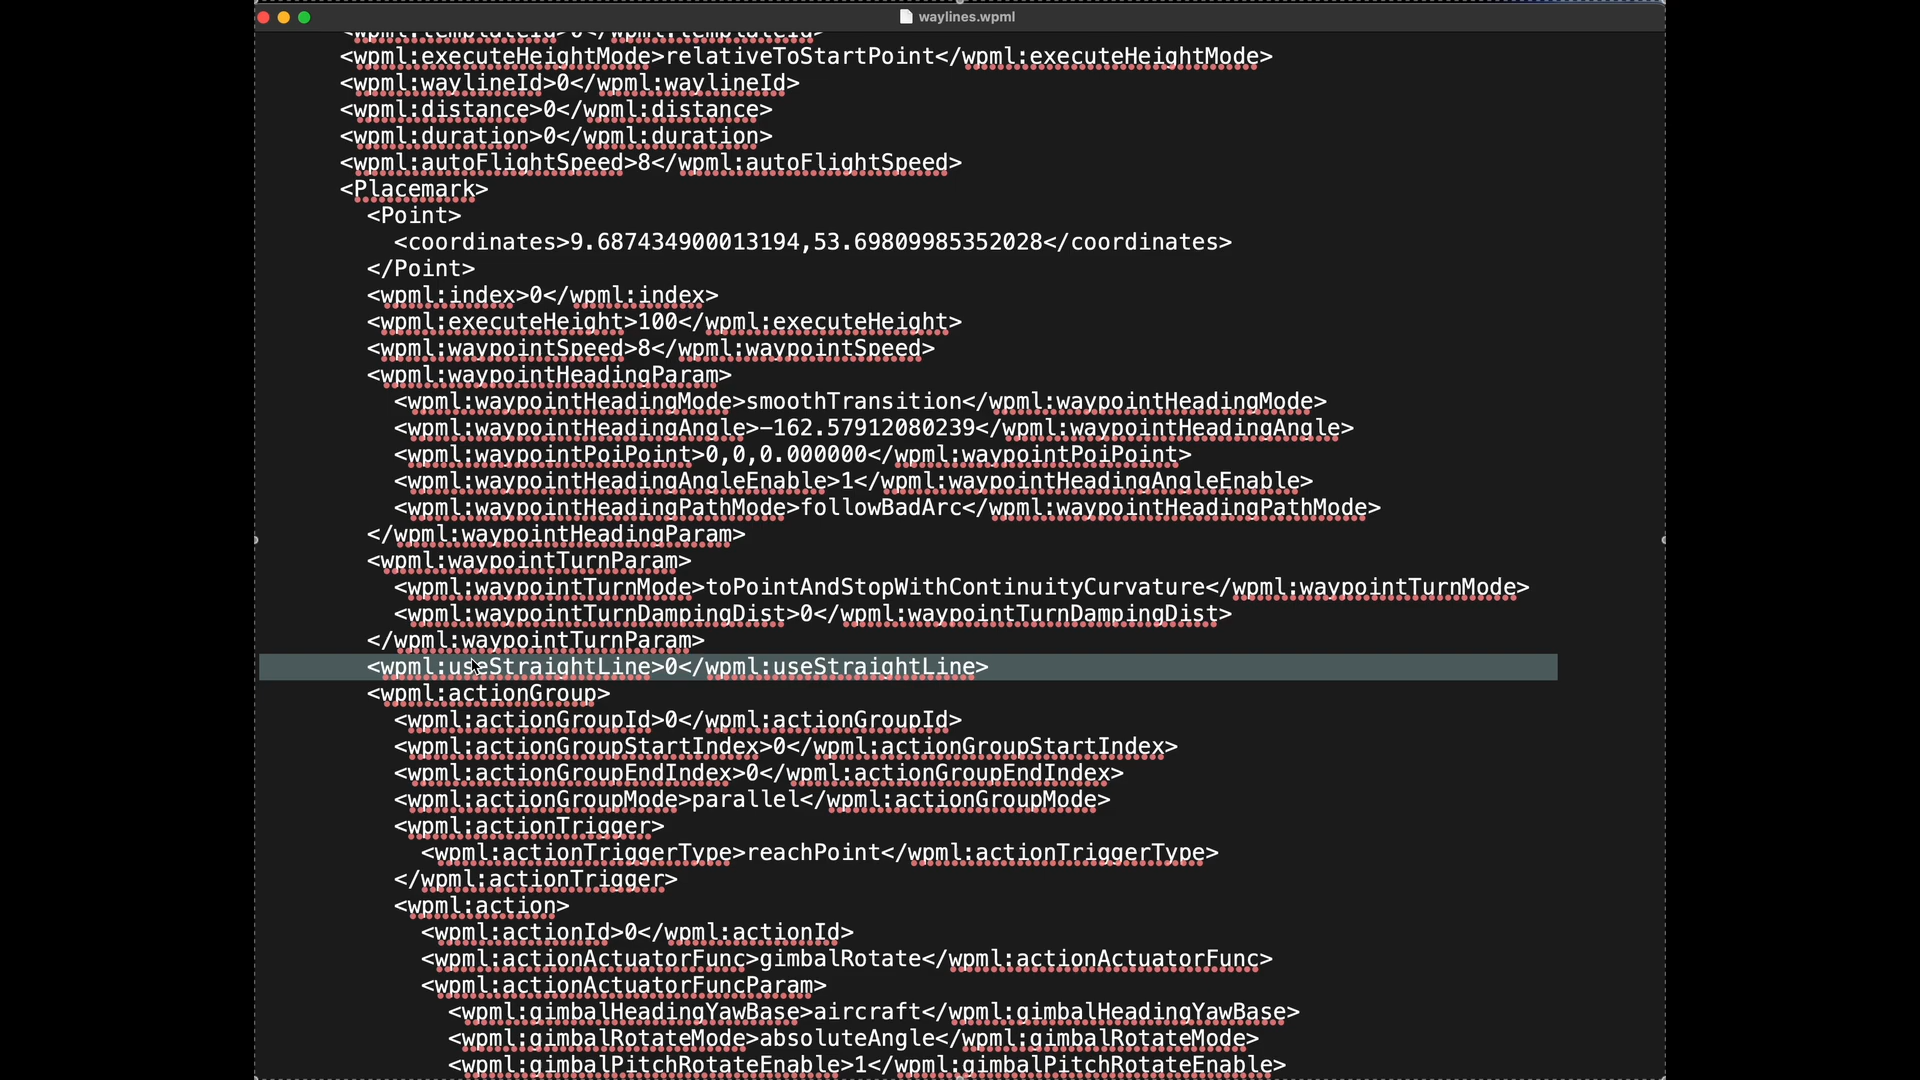 waylines.wpml
<wpml:templateId>0</wpml:templateId>
<wpml:executeHeightMode>relativeToStartPoint</wpml:executeHeightMode>
<wpml:waylineId>0</wpml:waylineId>
<wpml:distance>0</wpml:distance>
<wpml:duration>0</wpml:duration>
<wpml:autoFlightSpeed>8</wpml:autoFlightSpeed>
<Placemark>
<Point>
<coordinates>9.687434900013194,53.69809985352028</coordinates>
</Point>
<wpml:index>0</wpml:index>
<wpml:executeHeight>100</wpml:executeHeight>
<wpml:waypointSpeed>8</wpml:waypointSpeed>
<wpml:waypointHeadingParam>
<wpml:waypointHeadingMode>smoothTransition</wpml:waypointHeadingMode>
<wpml:waypointHeadingAngle>-162.57912080239</wpml:waypointHeadingAngle>
<wpml:waypointPoiPoint>0,0,0.000000</wpml:waypointPoiPoint>
<wpml:waypointHeadingAngleEnable>1</wpml:waypointHeadingAngleEnable>
<wpml:waypointHeadingPathMode>followBadArc</wpml:waypointHeadingPathMode>
</wpml:waypointHeadingParam>
<wpml:waypointTurnParam>
<wpml:waypointTurnMode>toPointAndStopWithContinuityCurvature</wpml:waypointTurnMode>
<wpml:waypointTurnDampingDist>0</wpml:waypointTurnDampingDist>
</wpml:waypointTurnParam>
<wpml:useStraightLine>0</wpml:useStraightLine>
<wpml:actionGroup>
<wpml:actionGroupId>0</wpml:actionGroupId>
<wpml:actionGroupStartIndex>0</wpml:actionGroupStartIndex>
<wpml:actionGroupEndIndex>0</wpml:actionGroupEndIndex>
<wpml:actionGroupMode>parallel</wpml:actionGroupMode>
<wpml:actionTrigger>
<wpml:actionTriggerType>reachPoint</wpml:actionTriggerType>
</wpml:actionTrigger>
<wpml:action>
<wpml:actionId>0</wpml:actionId>
<wpml:actionActuatorFunc>gimbalRotate</wpml:actionActuatorFunc>
<wpml:actionActuatorFuncParam>
<wpml:gimbalHeadingYawBase>aircraft</wpml:gimbalHeadingYawBase>
<wpml:gimbalRotateMode>absoluteAngle</wpml:gimbalRotateMode>
<wpml:gimbalPitchRotateEnable>1</wpml:gimbalPitchRotateEnable>